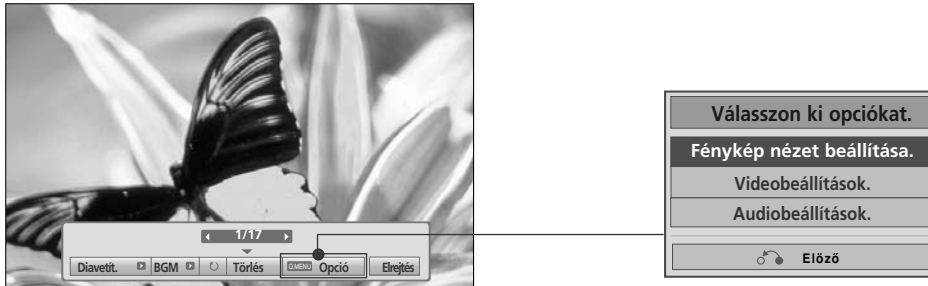 1/17
Diavetít. BGM Törlés Q.MENU Opció Elrejtés
Válasszon ki opciókat.
Fénykép nézet beállítása.
Videobeállítások.
Audiobeállítások.
Előző